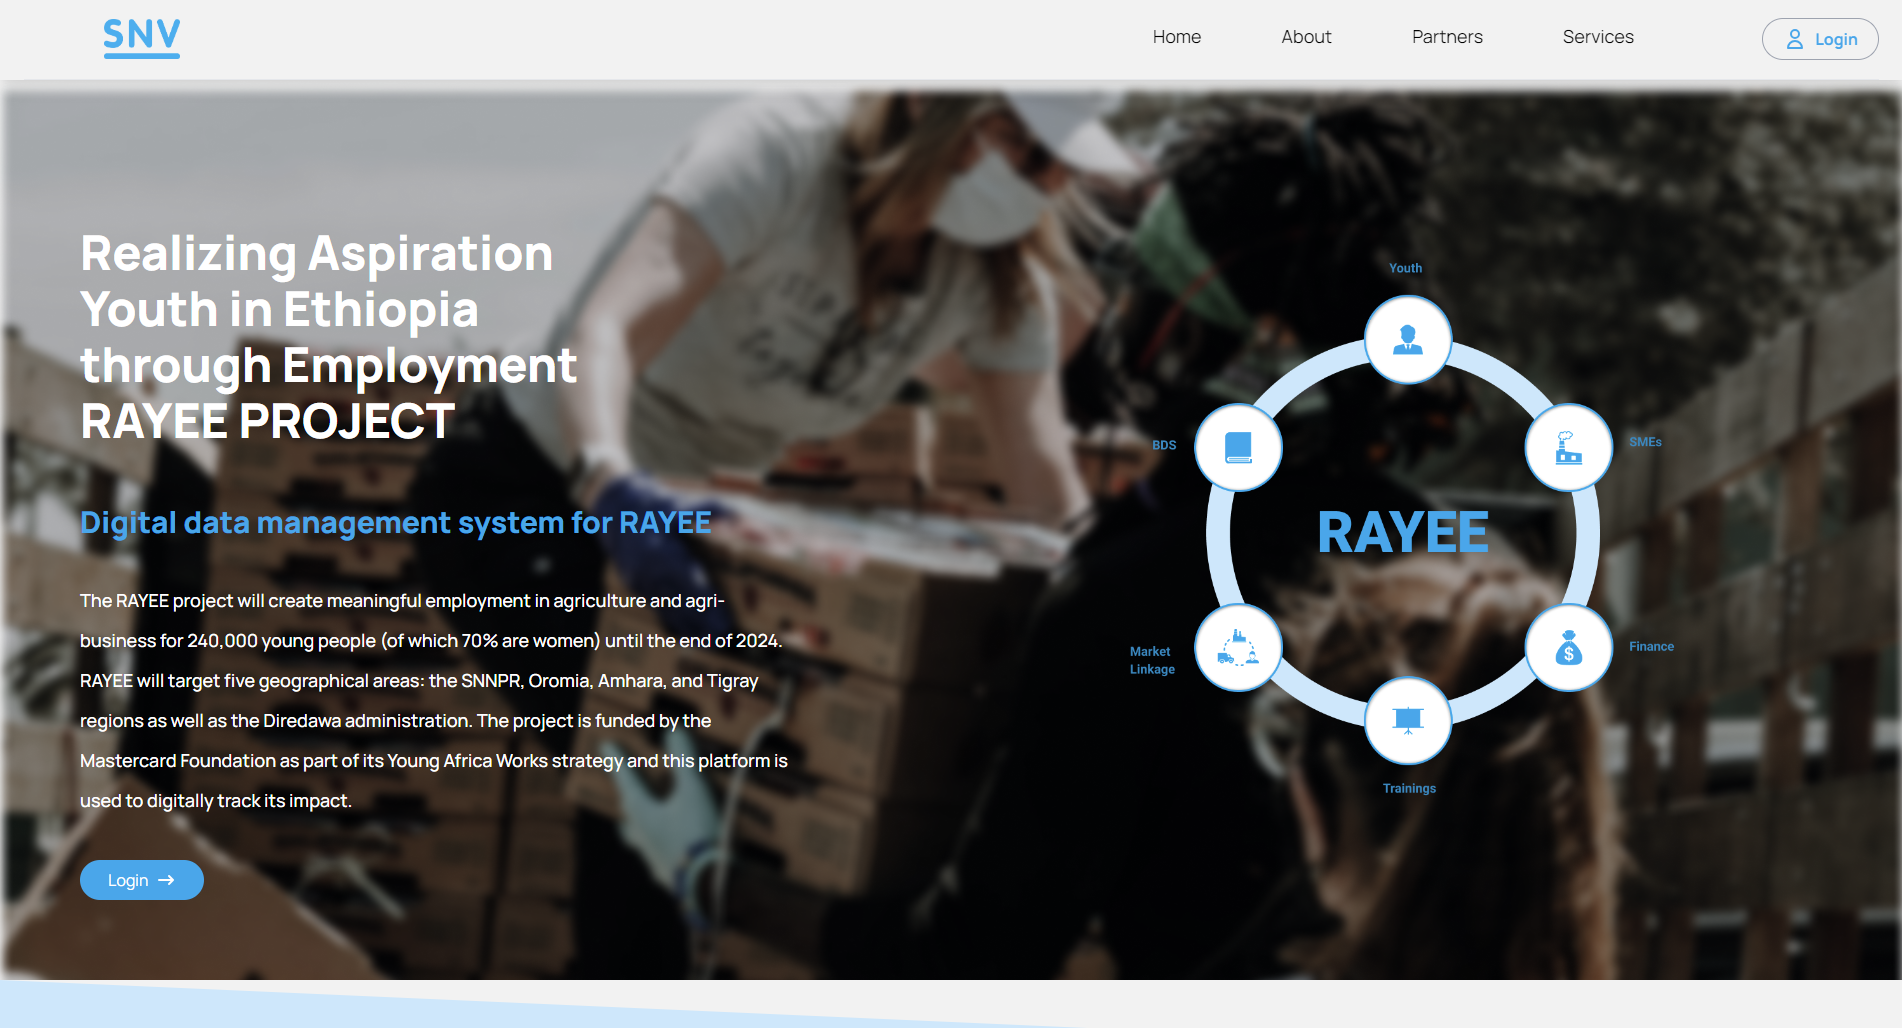 SNV
Home
About
Partners
Services
Login
Realizing Aspiration
Youth in Ethiopia
through Employment
RAYEE PROJECT
Digital data management system for RAYEE
The RAYEE project will create meaningful employment in agriculture and agri-
business for 240,000 young people (of which 70% are women) until the end of 2024.
RAYEE will target five geographical areas: the SNNPR, Oromia, Amhara, and Tigray
regions as well as the Diredawa administration. The project is funded by the
Mastercard Foundation as part of its Young Africa Works strategy and this platform is
used to digitally track its impact.
Login
Youth
BDS
SMEs
RAYEE
Market
Linkage
$
Finance
Trainings